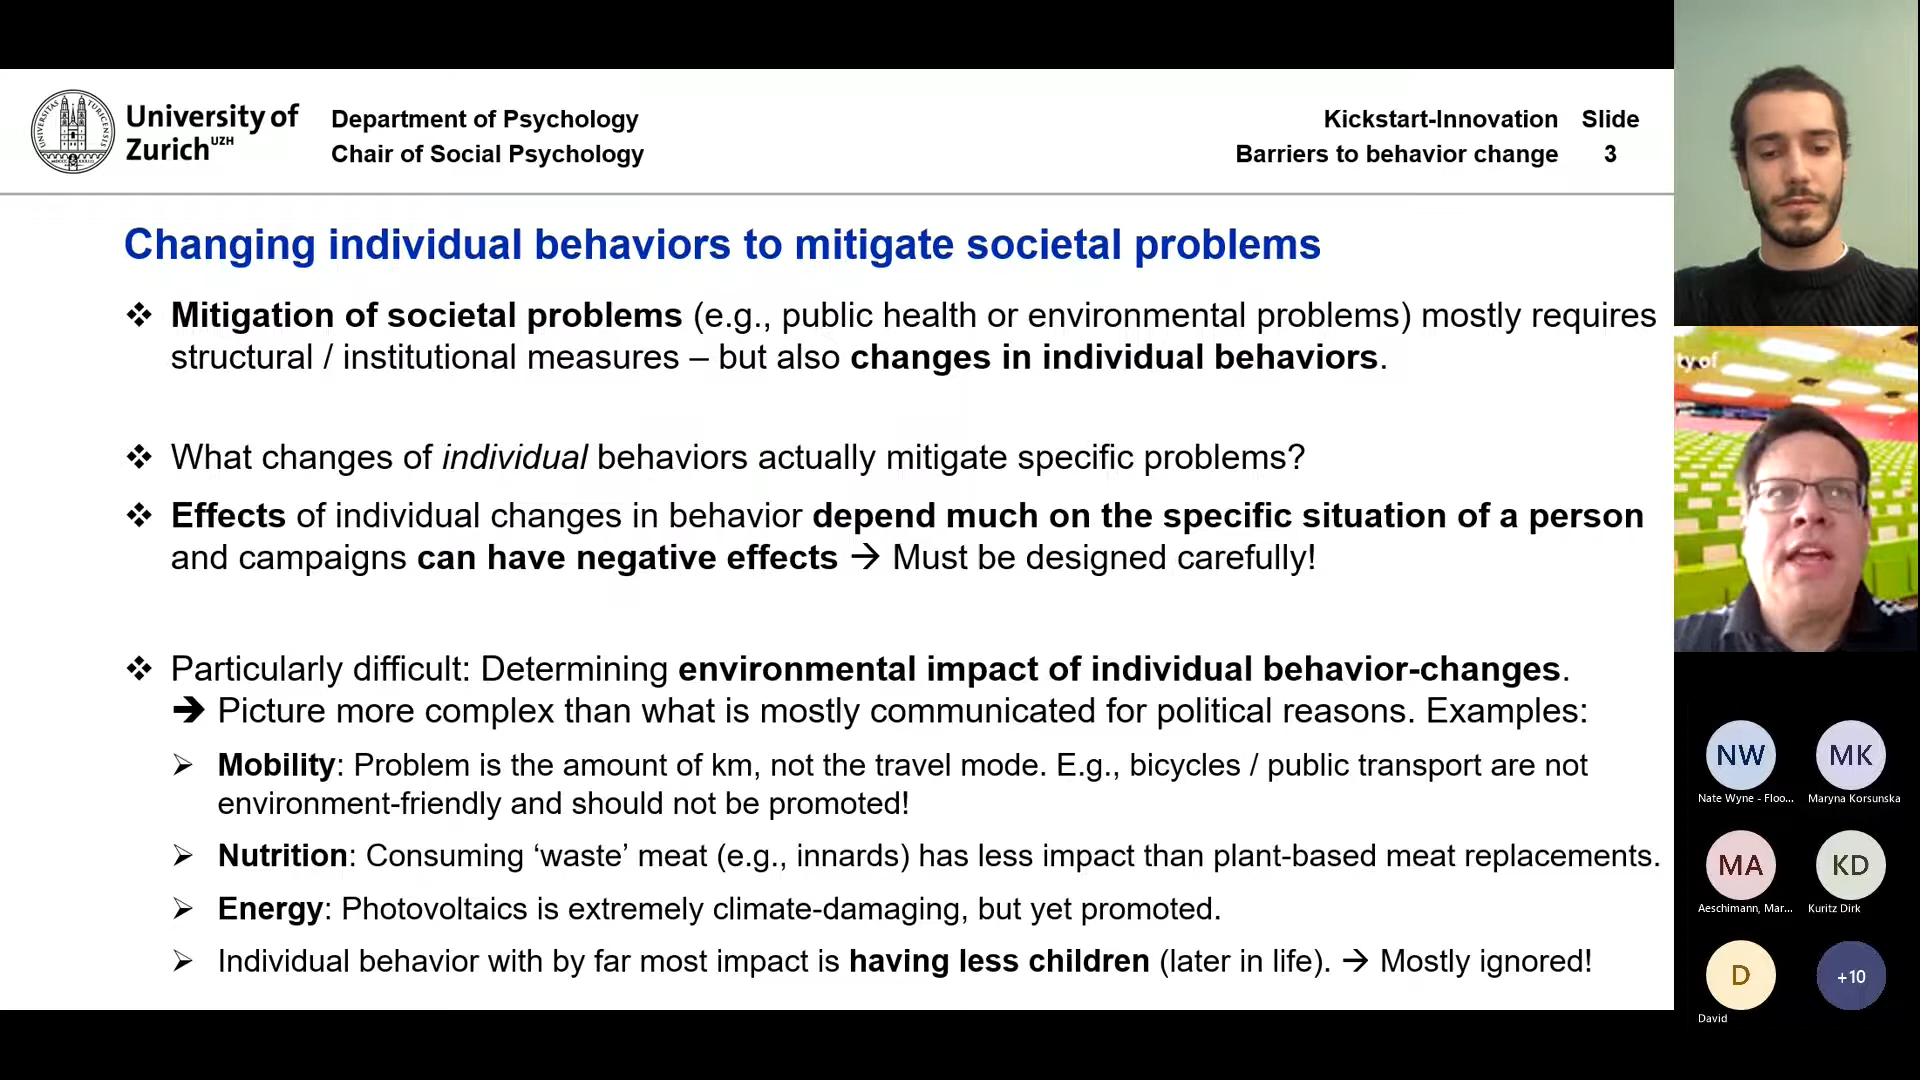 University of
Zurich UZH
Department of Psychology
Chair of Social Psychology
Kickstart-Innovation Slide
Barriers to behavior change 3
Changing individual behaviors to mitigate societal problems
❖ Mitigation of societal problems (e.g., public health or environmental problems) mostly requires
structural / institutional measures – but also changes in individual behaviors.
❖ What changes of individual behaviors actually mitigate specific problems?
❖ Effects of individual changes in behavior depend much on the specific situation of a person
and campaigns can have negative effects → Must be designed carefully!
❖ Particularly difficult: Determining environmental impact of individual behavior-changes.
➔ Picture more complex than what is mostly communicated for political reasons. Examples:
➢ Mobility: Problem is the amount of km, not the travel mode. E.g., bicycles / public transport are not
environment-friendly and should not be promoted!
➢ Nutrition: Consuming ‘waste’ meat (e.g., innards) has less impact than plant-based meat replacements.
➢ Energy: Photovoltaics is extremely climate-damaging, but yet promoted.
➢ Individual behavior with by far most impact is having less children (later in life). → Mostly ignored!
ty of
NW
Nate Wyne - Floo...
MK
Maryna Korsunska
MA
Aeschimann, Mar...
KD
Kuritz Dirk
D
David
+10